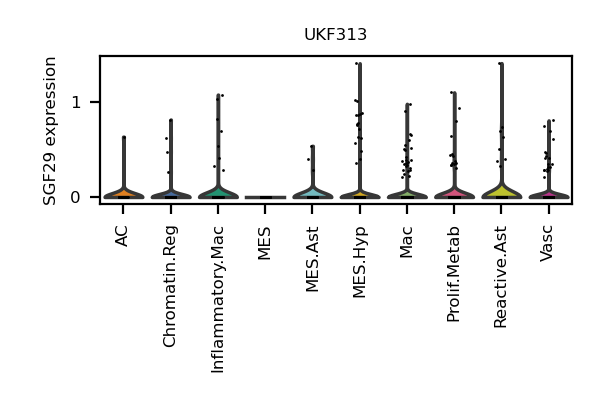 UKF313
SGF29 expression
1
0
AC
Chromatin.Reg
Inflammatory.Mac
MES
MES.Ast
MES.Hyp
Mac
Prolif.Metab
Reactive.Ast
Vasc